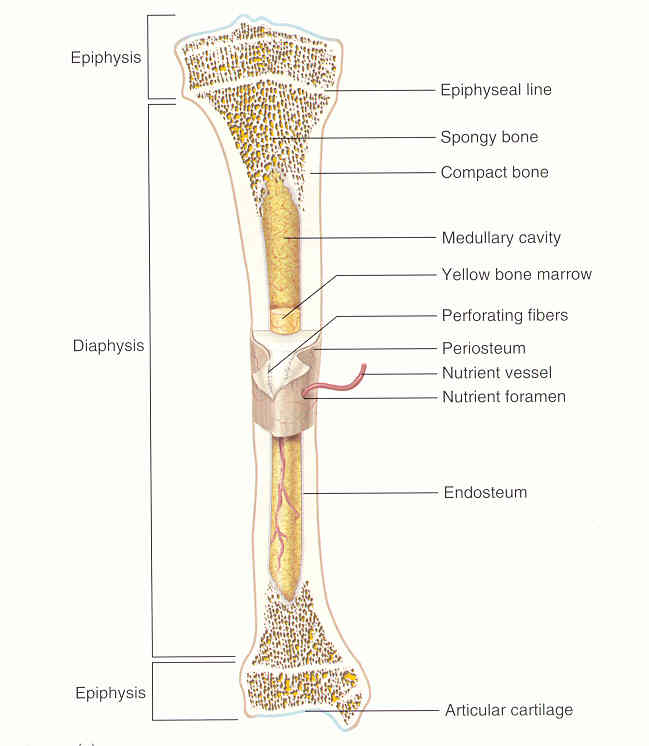 Epiphysis
Epiphyseal line
Spongy bone
Compact bone
Medullary cavity
Yellow bone marrow
Perforating fibers
Diaphysis
Periosteum
Nutrient vessel
Nutrient foramen
Endosteum
Epiphysis
Articular cartilage